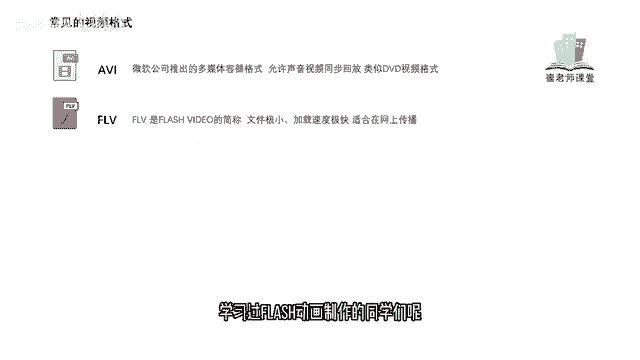 常见的视频格式
AVI
AVI 微软公司推出的多媒体容器格式 允许声音视频同步回放 类似DVD视频格式
崔老师课堂
FLV
FLV FLV 是FLASH VIDEO的简称 文件极小、加载速度极快 适合在网上传播
学习过FLASH动画制作的同学们呢